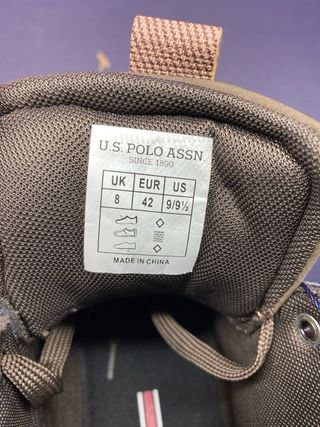 U.S. POLO ASSN
SINCE 1890
UK EUR US
8 42 9/9½
MADE IN CHINA